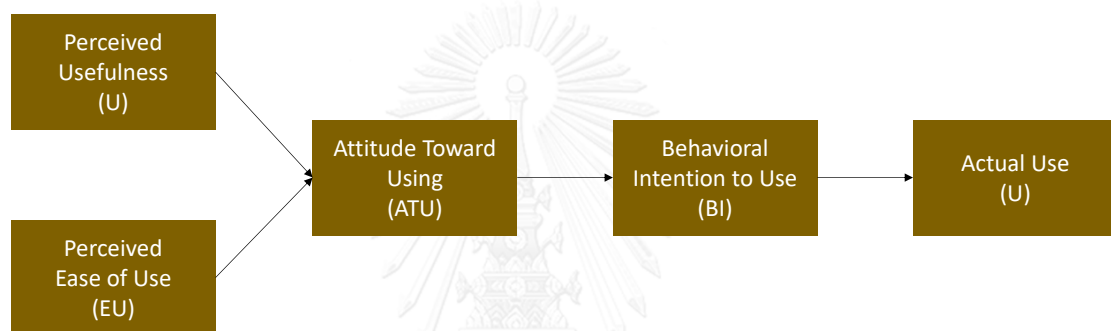 Perceived
Usefulness
(U)
Attitude Toward
Using
(ATU)
Behavioral
Intention to Use
(BI)
Actual Use
(U)
Perceived
Ease of Use
(EU)